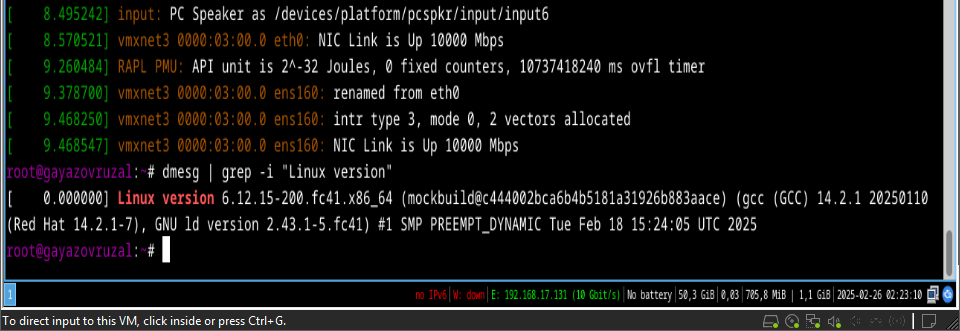 [    8.495242] input: PC Speaker as /devices/platform/pcspkr/input/input6
[    8.570521] vmxnet3 0000:03:00.0 eth0: NIC Link is Up 10000 Mbps
[    9.260484] RAPL PMU: API unit is 2^-32 Joules, 0 fixed counters, 10737418240 ms ovfl timer
[    9.378700] vmxnet3 0000:03:00.0 ens160: renamed from eth0
[    9.468250] vmxnet3 0000:03:00.0 ens160: intr type 3, mode 0, 2 vectors allocated
[    9.468547] vmxnet3 0000:03:00.0 ens160: NIC Link is Up 10000 Mbps
root@gayazovruzal:~# dmesg | grep -i "Linux version"
[    0.000000] Linux version 6.12.15-200.fc41.x86_64 (mockbuild@c444002bca6b4b5181a31926b883aace) (gcc (GCC) 14.2.1 20250110
(Red Hat 14.2.1-7), GNU ld version 2.43.1-5.fc41) #1 SMP PREEMPT_DYNAMIC Tue Feb 18 15:24:05 UTC 2025
root@gayazovruzal:~#
1 no IPv6|W: down|E: 192.168.17.131 (10 Gbit/s)|No battery|50,3 GiB|0,03|705,8 MiB | 1,1 GiB|2025-02-26 02:23:10
To direct input to this VM, click inside or press Ctrl+G.